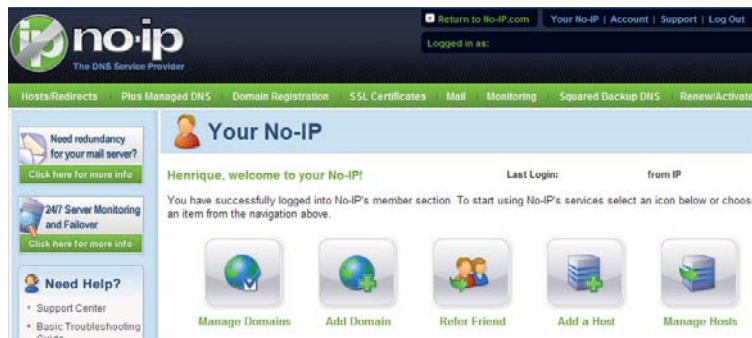 no-ip
The DNS Service Provider
Return to No-IP.com
Your No-IP | Account | Support | Log Out
Logged in as:
Hosts/Redirects Plus Managed DNS Domain Registration SSL Certificates Mail Monitoring Squared Backup DNS Renew/Activate
Need redundancy
for your mail server?
Click here for more info
24/7 Server Monitoring
and Failover
Click here for more info
Need Help?
Support Center
Basic Troubleshooting
Your No-IP
Henrique, welcome to your No-IP!
Last Login: from IP
You have successfully logged into No-IP's member section. To start using No-IP's services select an icon below or choos
an item from the navigation above.
Manage Domains
Add Domain
Refer Friend
Add a Host
Manage Hosts